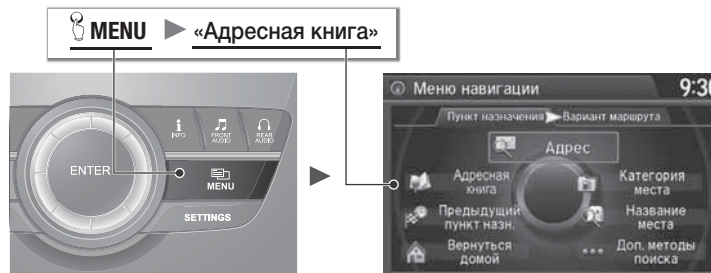 MENU ▶ «Адресная книга»
INFO
FRONT
AUDIO
REAR
AUDIO
ENTER
MENU
SETTINGS
Меню навигации 9:30
Пункт назначения ▶ Вариант маршрута
Адрес
Адресная
книга
Категория
места
Предыдущий
пункт назн.
Название
места
Вернуться
домой
Доп. методы
поиска